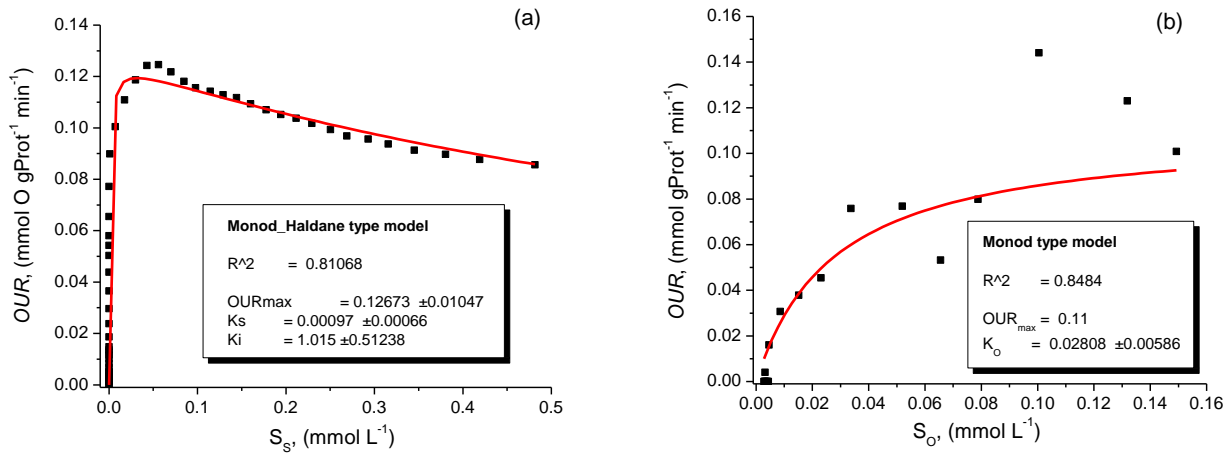 (a)
0.14
0.12
0.10
0.08
0.06
0.04
0.02
0.00
OUR, (mmol O gProt⁻¹ min⁻¹)
Monod_Haldane type model
R^2 = 0.81068
OURmax = 0.12673 ±0.01047
Ks = 0.00097 ±0.00066
Ki = 1.015 ±0.51238
0.0 0.1 0.2 0.3 0.4 0.5
S_S, (mmol L⁻¹)
(b)
0.16
0.14
0.12
0.10
0.08
0.06
0.04
0.02
0.00
OUR, (mmol gProt⁻¹ min⁻¹)
Monod type model
R^2 = 0.8484
OUR_max = 0.11
K_O = 0.02808 ±0.00586
0.00 0.02 0.04 0.06 0.08 0.10 0.12 0.14 0.16
S_O, (mmol L⁻¹)